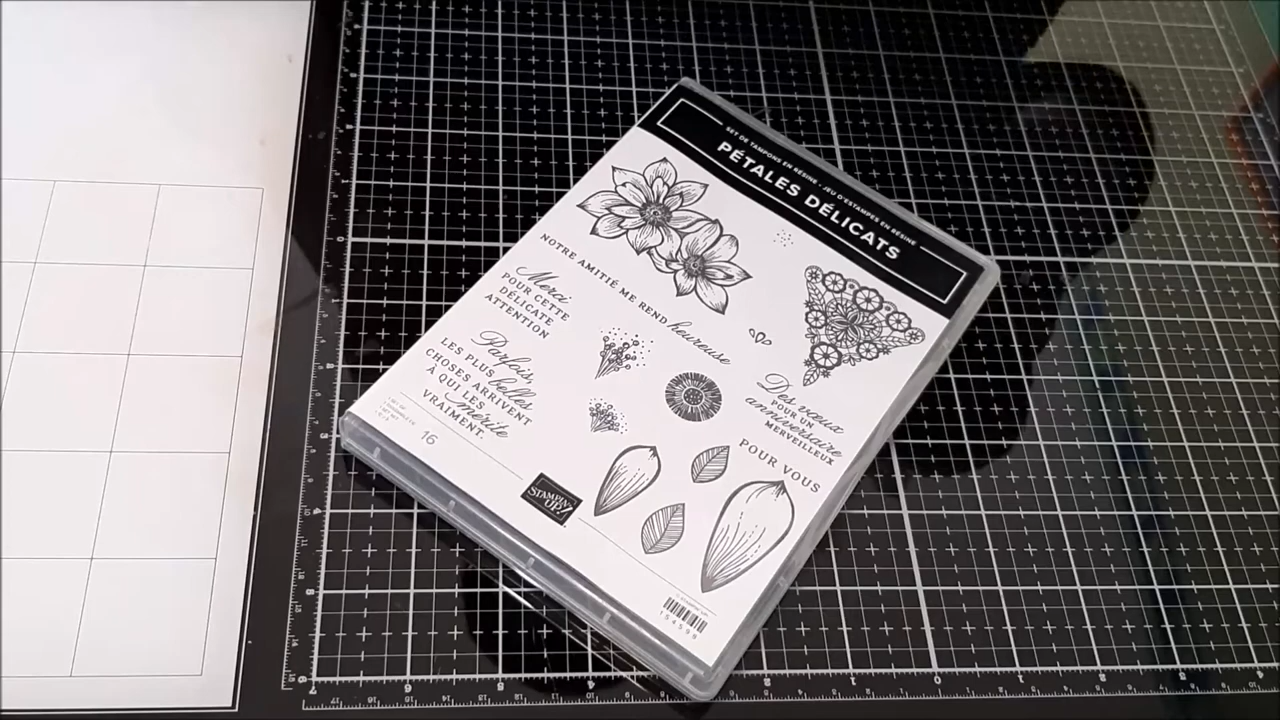 SET DE TAMPONS EN RÉSINE • JEU D'ESTAMPES EN RÉSINE
PÉTALES DÉLICATS
NOTRE AMITIÉ ME REND heureuse
Merci
POUR CETTE
DÉLICATE
ATTENTION
Parfois,
LES PLUS belles
CHOSES ARRIVENT
À QUI LES
mérite
VRAIMENT.
Des vœux
POUR UN
anniversaire
MERVEILLEUX
POUR VOUS
16
STAMPIN' UP!
154599